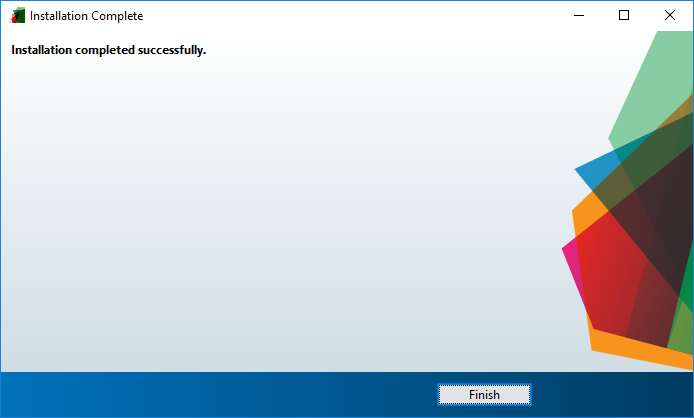 Installation Complete
Installation completed successfully.
Finish